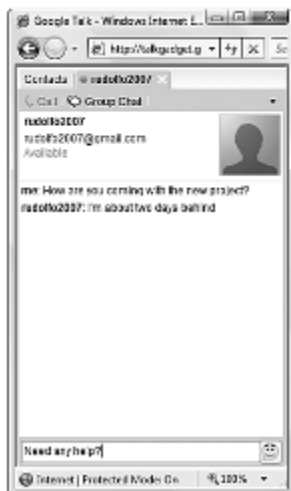 Google Talk - Windows Internet E...
http://talkgadget.g
Contacts rudolfo2007
Call Group Chat
rudolfo2007
rudolfo2007@gmail.com
Available
me: How are you coming with the new project?
rudolfo2007: I'm about two days behind
Need any help?
Internet | Protected Mode: On 100%